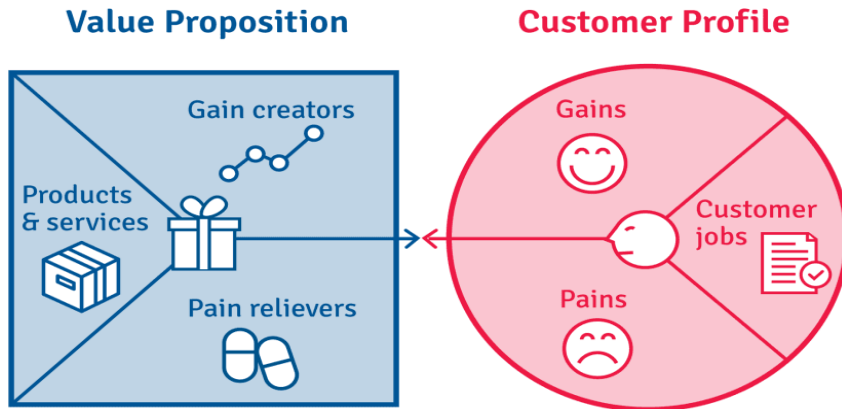 Value Proposition
Customer Profile
Gain creators
Products
& services
Pain relievers
Gains
Customer
jobs
Pains